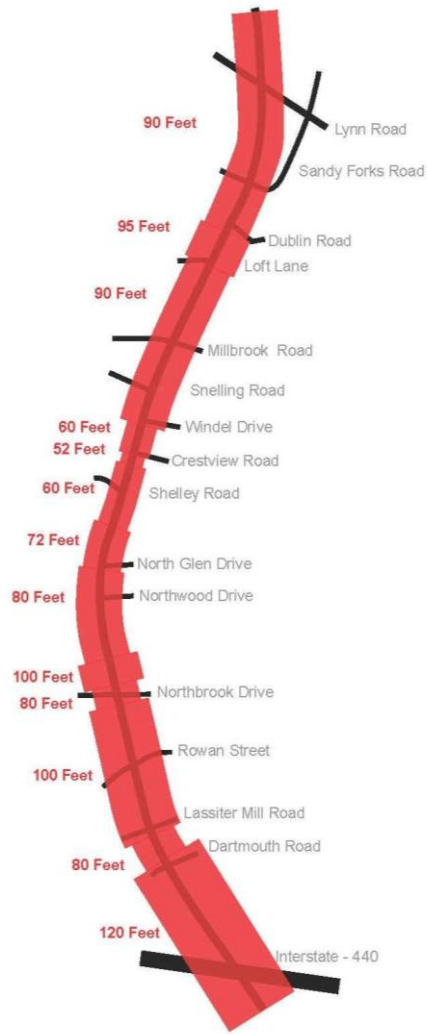 90 Feet
Lynn Road
Sandy Forks Road
95 Feet
Dublin Road
Loft Lane
90 Feet
Millbrook Road
Snelling Road
60 Feet
Windel Drive
52 Feet
Crestview Road
60 Feet
Shelley Road
72 Feet
North Glen Drive
80 Feet
Northwood Drive
100 Feet
Northbrook Drive
80 Feet
Rowan Street
100 Feet
Lassiter Mill Road
Dartmouth Road
80 Feet
120 Feet
Interstate - 440